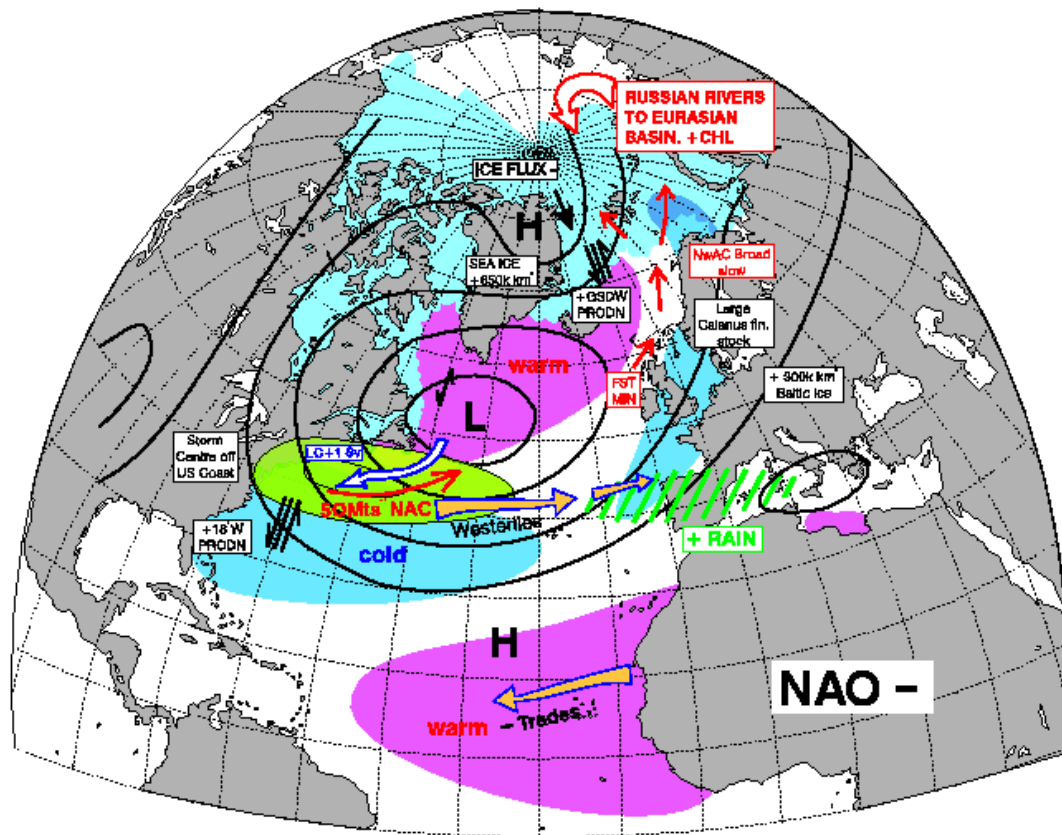 RUSSIAN RIVERS
TO EURASIAN
BASIN. +CHL
ICE FLUX -
H
SEA ICE
+650k km²
+GSDW
PRODN
NwAC Broad
slow
Large
Calanus fin.
stock
warm
FST
MIN
+ 500k km²
Baltic Ice
L
Storm
Centre off
US Coast
LC+1 Sv
50Mts NAC
Westerlies
+ RAIN
+18°W
PRODN
cold
H
NAO -
warm
- Trades